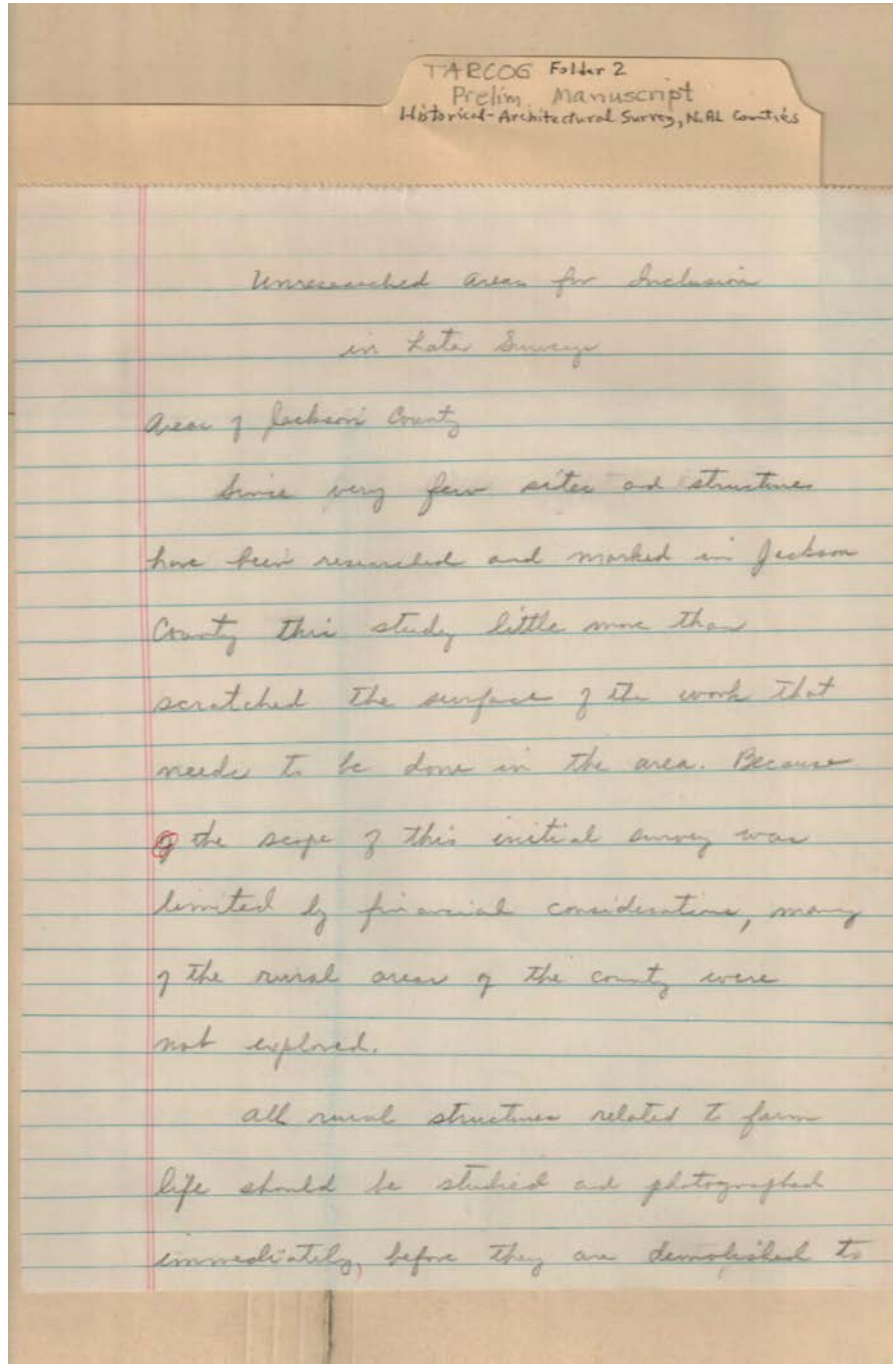 TARCOG Folder 2
Prelim. Manuscript
Historical-Architectural Survey, N. AL Counties
Unresearched Areas for Inclusion
in Later Surveys
Areas of Jackson County
Since very few sites and structures
have been researched and marked in Jackson
County this study little more than
scratched the surface of the work that
needs to be done in the area. Because
of the scope of this initial survey was
limited by financial considerations, many
of the rural areas of the county were
not explored.
All rural structures related to farm
life should be studied and photographed
immediately, before they are demolished to